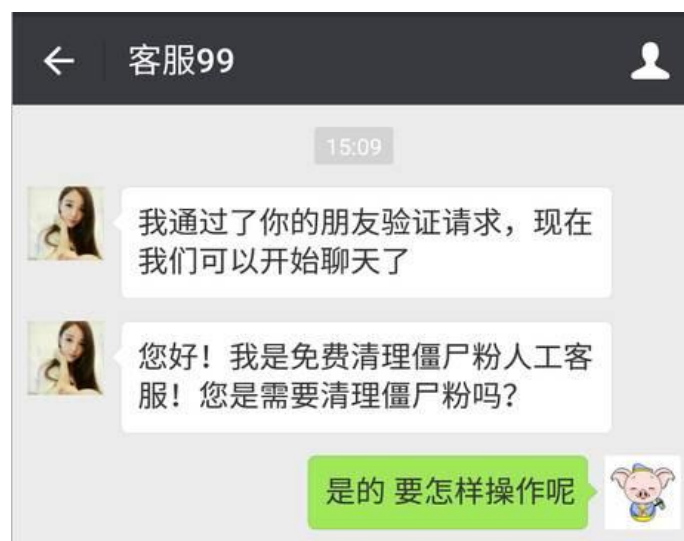 客服99
15:09
我通过了你的朋友验证请求，现在
我们可以开始聊天了
您好！我是免费清理僵尸粉人工客
服！您是需要清理僵尸粉吗？
是的 要怎样操作呢